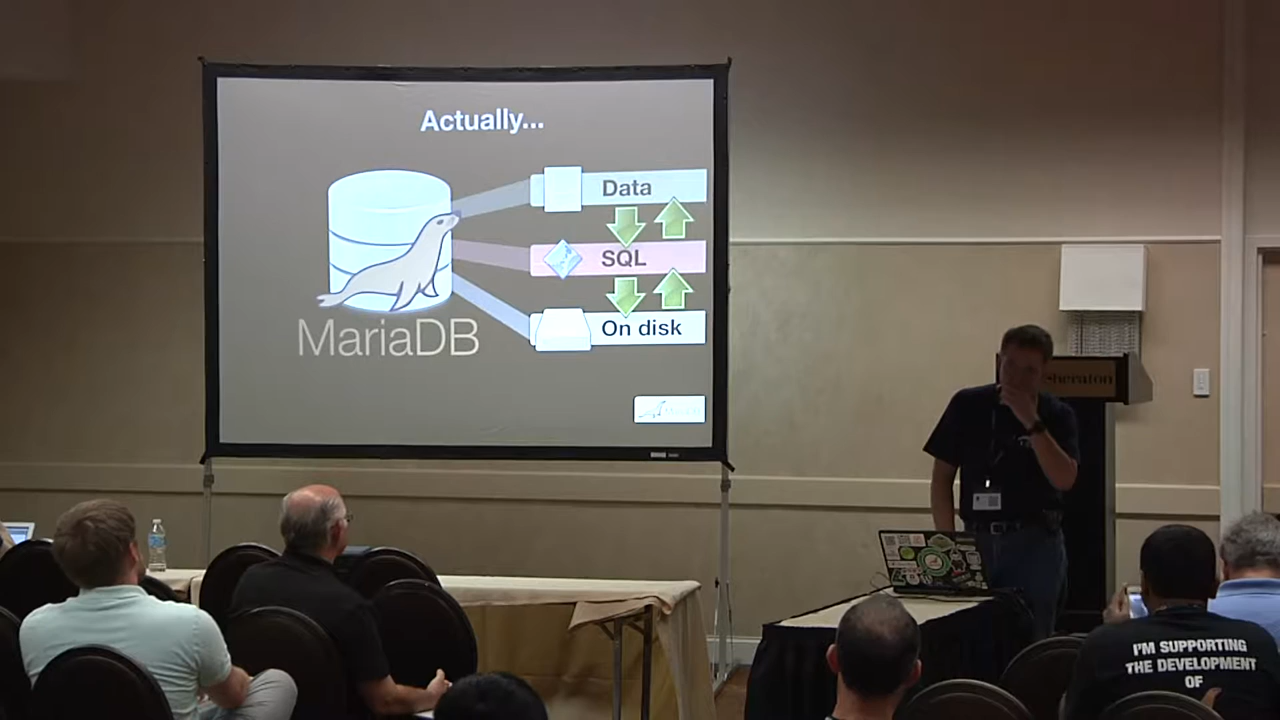 Actually...
Data
SQL
On disk
MariaDB
Sheraton
I'M SUPPORTING
THE DEVELOPMENT
OF